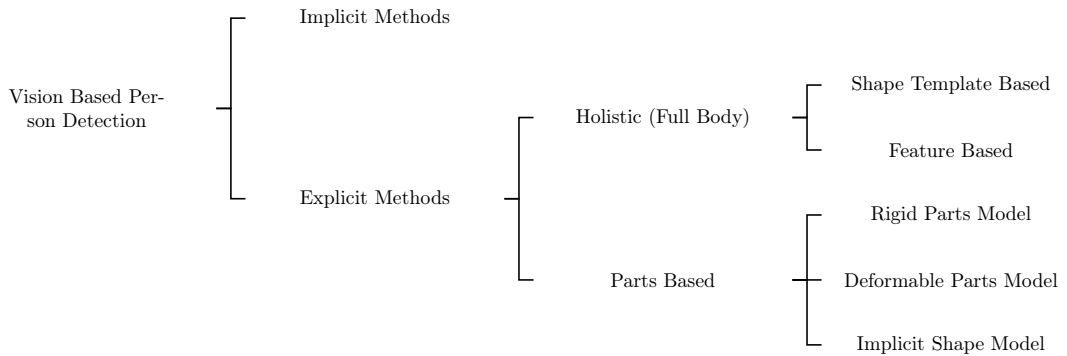 Implicit Methods
Vision Based Per-
son Detection
Explicit Methods
Holistic (Full Body)
Parts Based
Shape Template Based
Feature Based
Rigid Parts Model
Deformable Parts Model
Implicit Shape Model